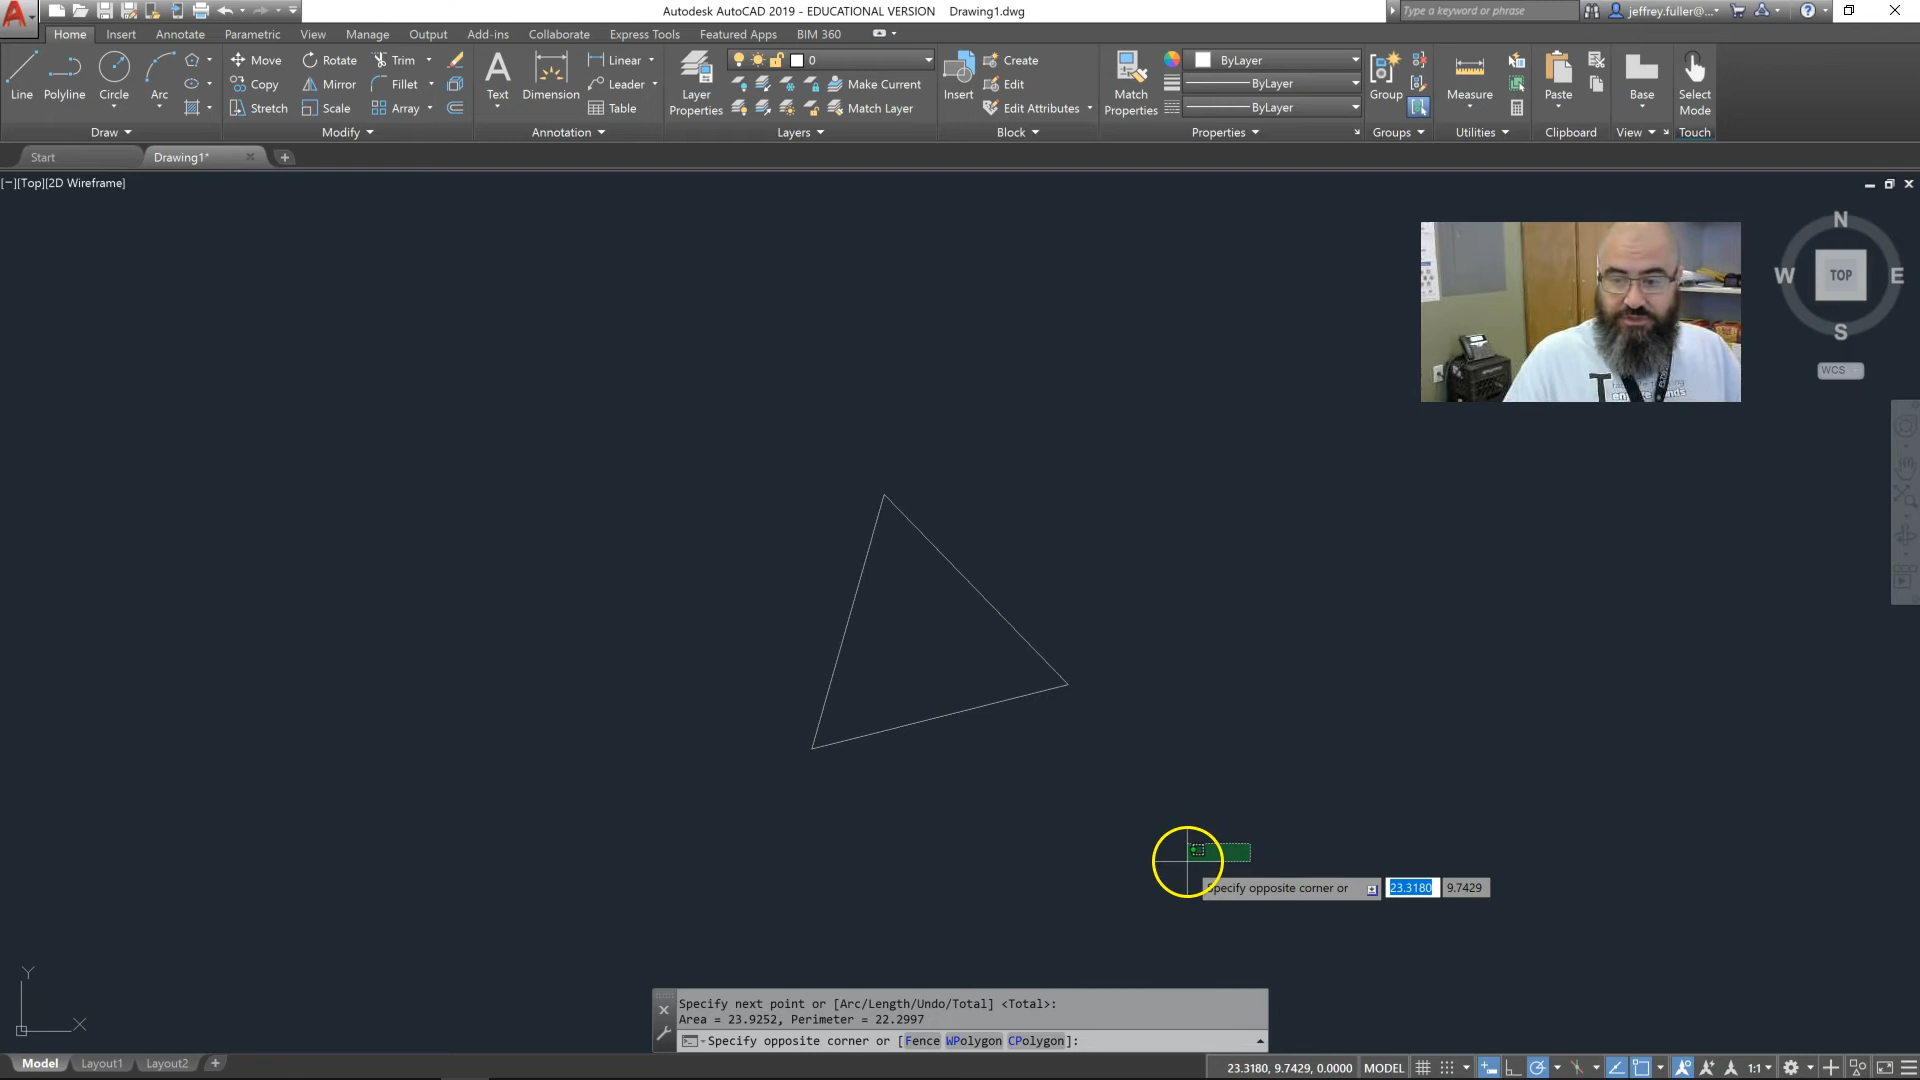 Autodesk AutoCAD 2019 - EDUCATIONAL VERSION Drawing1.dwg
Type a keyword or phrase
jeffrey.fuller@...
Home Insert Annotate Parametric View Manage Output Add-ins Collaborate Express Tools Featured Apps BIM 360
Line Polyline Circle Arc
Move Rotate Trim
Copy Mirror Fillet
Stretch Scale Array
Text Dimension
Linear
Leader
Table
Layer Properties
0
Make Current
Match Layer
Insert
Create
Edit
Edit Attributes
Match Properties
ByLayer
ByLayer
ByLayer
Group
Measure
Paste
Base
Select Mode
Draw Modify Annotation Layers Block Properties Groups Utilities Clipboard View Touch
Start Drawing1*
[−][Top][2D Wireframe]
N
W TOP E
S
WCS
Specify opposite corner or 23.3180 9.7429
Y
X
Specify next point or [Arc/Length/Undo/Total] <Total>:
Area = 23.9252, Perimeter = 22.2997
Specify opposite corner or [Fence WPolygon CPolygon]:
Model Layout1 Layout2
23.3180, 9.7429, 0.0000 MODEL 1:1